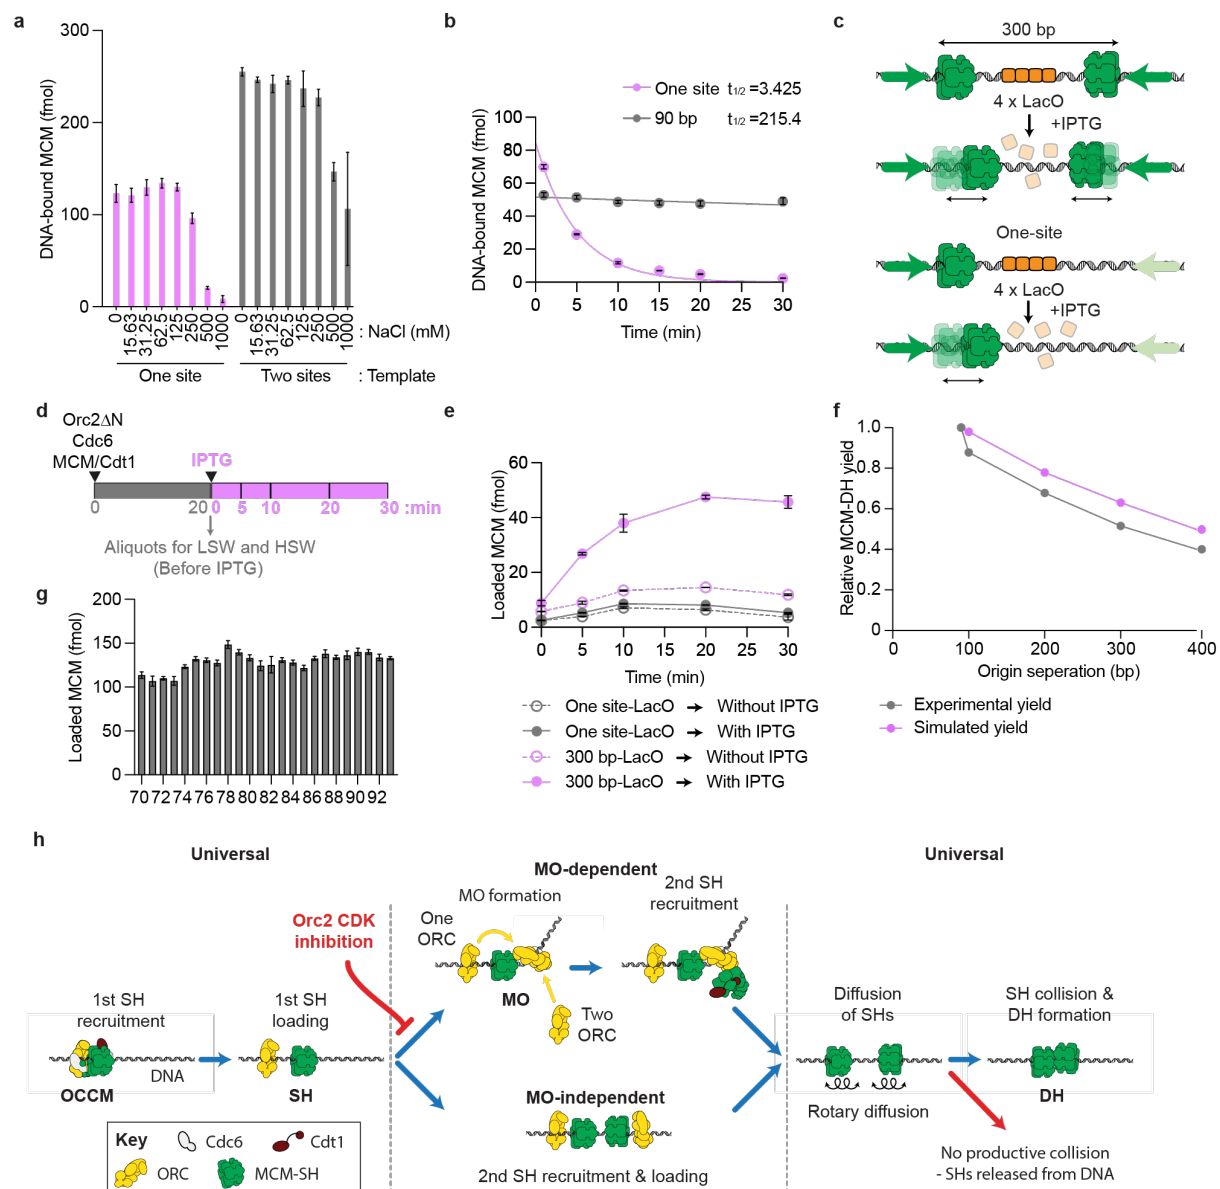 a
300
200
100
0
DNA-bound MCM (fmol)
0
15.63
31.25
62.5
125
250
500
1000
0
15.63
31.25
62.5
125
250
500
1000
: NaCl (mM)
One site
Two sites
: Template
b
One site t1/2 =3.425
90 bp t1/2 =215.4
100
80
60
40
20
0
DNA-bound MCM (fmol)
0 5 10 15 20 25 30
Time (min)
c
300 bp
4 x LacO
+IPTG
One-site
4 x LacO
+IPTG
d
Orc2ΔN
Cdc6
MCM/Cdt1
IPTG
0 20 0 5 10 20 30 :min
Aliquots for LSW and HSW
(Before IPTG)
e
60
40
20
0
Loaded MCM (fmol)
0 5 10 15 20 25 30
Time (min)
One site-LacO → Without IPTG
One site-LacO → With IPTG
300 bp-LacO → Without IPTG
300 bp-LacO → With IPTG
f
1.0
0.8
0.6
0.4
0.2
0
Relative MCM-DH yield
0 100 200 300 400
Origin seperation (bp)
Experimental yield
Simulated yield
g
200
150
100
50
0
Loaded MCM (fmol)
70 72 74 76 78 80 82 84 86 88 90 92
h
Universal
MO-dependent
Universal
MO formation
2nd SH
recruitment
Orc2 CDK
inhibition
One
ORC
MO
Two
ORC
1st SH
recruitment
1st SH
loading
DNA
OCCM
SH
MO-independent
2nd SH recruitment & loading
Diffusion
of SHs
SH collision &
DH formation
Rotary diffusion
DH
No productive collision
- SHs released from DNA
Key
Cdc6
Cdt1
ORC
MCM-SH